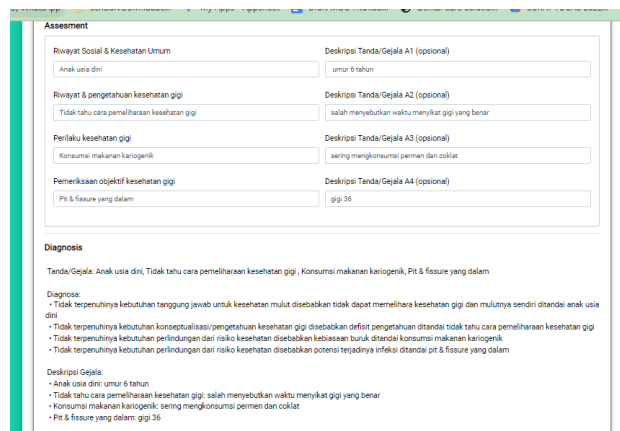 Assesment
Riwayat Sosial & Kesehatan Umum
Deskripsi Tanda/Gejala A1 (opsional)
Anak usia dini
umur 6 tahun
Riwayat & pengetahuan kesehatan gigi
Deskripsi Tanda/Gejala A2 (opsional)
Tidak tahu cara pemeliharaan kesehatan gigi
salah menyebutkan waktu menyikat gigi yang benar
Perilaku kesehatan gigi
Deskripsi Tanda/Gejala A3 (opsional)
Konsumsi makanan kariogenik
sering mengkonsumsi permen dan coklat
Pemeriksaan objektif kesehatan gigi
Deskripsi Tanda/Gejala A4 (opsional)
Pit & fissure yang dalam
gigi 36
Diagnosis
Tanda/Gejala: Anak usia dini, Tidak tahu cara pemeliharaan kesehatan gigi , Konsumsi makanan kariogenik, Pit & fissure yang dalam
Diagnosa:
• Tidak terpenuhinya kebutuhan tanggung jawab untuk kesehatan mulut disebabkan tidak dapat memelihara kesehatan gigi dan mulutnya sendiri ditandai anak usia
dini
• Tidak terpenuhinya kebutuhan konseptualisasi/pengetahuan kesehatan gigi disebabkan defisit pengetahuan ditandai tidak tahu cara pemeliharaan kesehatan gigi
• Tidak terpenuhinya kebutuhan perlindungan dari risiko kesehatan disebabkan kebiasaan buruk ditandai konsumsi makanan kariogenik
• Tidak terpenuhinya kebutuhan perlindungan dari risiko kesehatan disebabkan potensi terjadinya infeksi ditandai pit & fissure yang dalam
Deskripsi Gejala:
• Anak usia dini: umur 6 tahun
• Tidak tahu cara pemeliharaan kesehatan gigi: salah menyebutkan waktu menyikat gigi yang benar
• Konsumsi makanan kariogenik: sering mengkonsumsi permen dan coklat
• Pit & fissure yang dalam: gigi 36